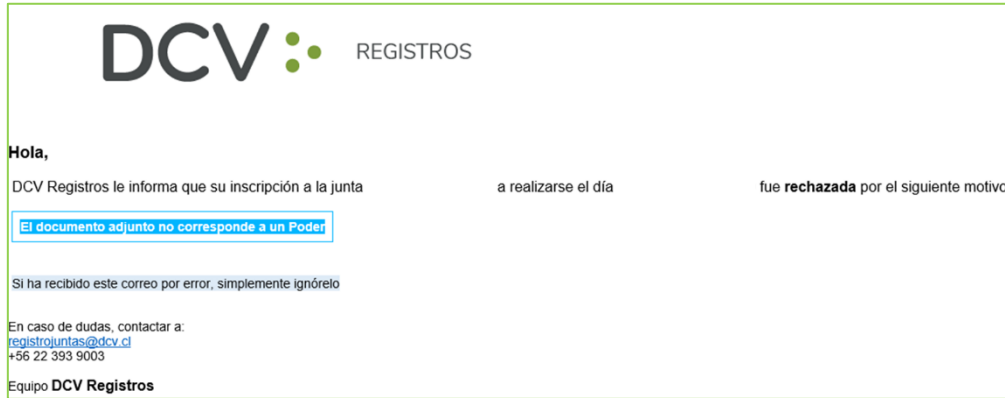 DCV REGISTROS
Hola,
DCV Registros le informa que su inscripción a la junta a realizarse el día fue rechazada por el siguiente motivo
El documento adjunto no corresponde a un Poder
Si ha recibido este correo por error, simplemente ignórelo
En caso de dudas, contactar a:
registrojuntas@dcv.cl
+56 22 393 9003
Equipo DCV Registros